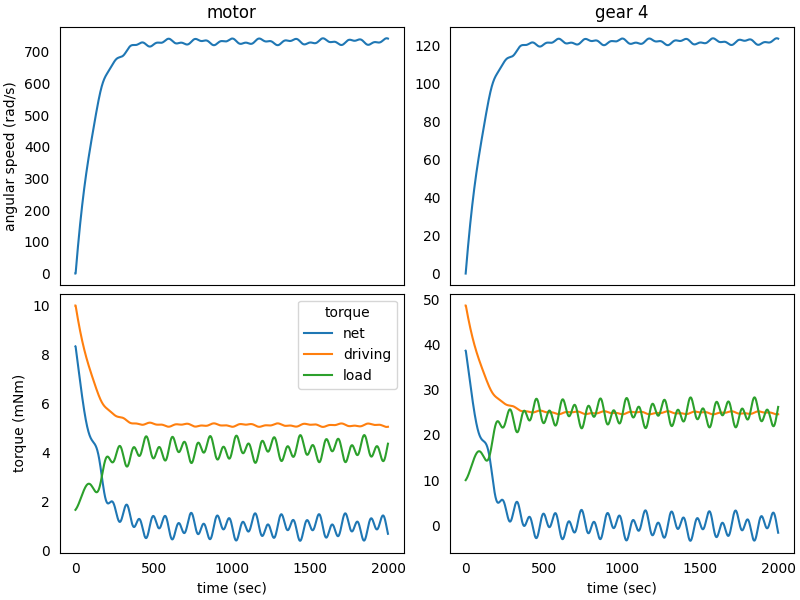 motor
gear 4
angular speed (rad/s)
700
600
500
400
300
200
100
0
120
100
80
60
40
20
0
torque (mNm)
10
8
6
4
2
0
torque
net
driving
load
50
40
30
20
10
0
0 500 1000 1500 2000
time (sec)
0 500 1000 1500 2000
time (sec)